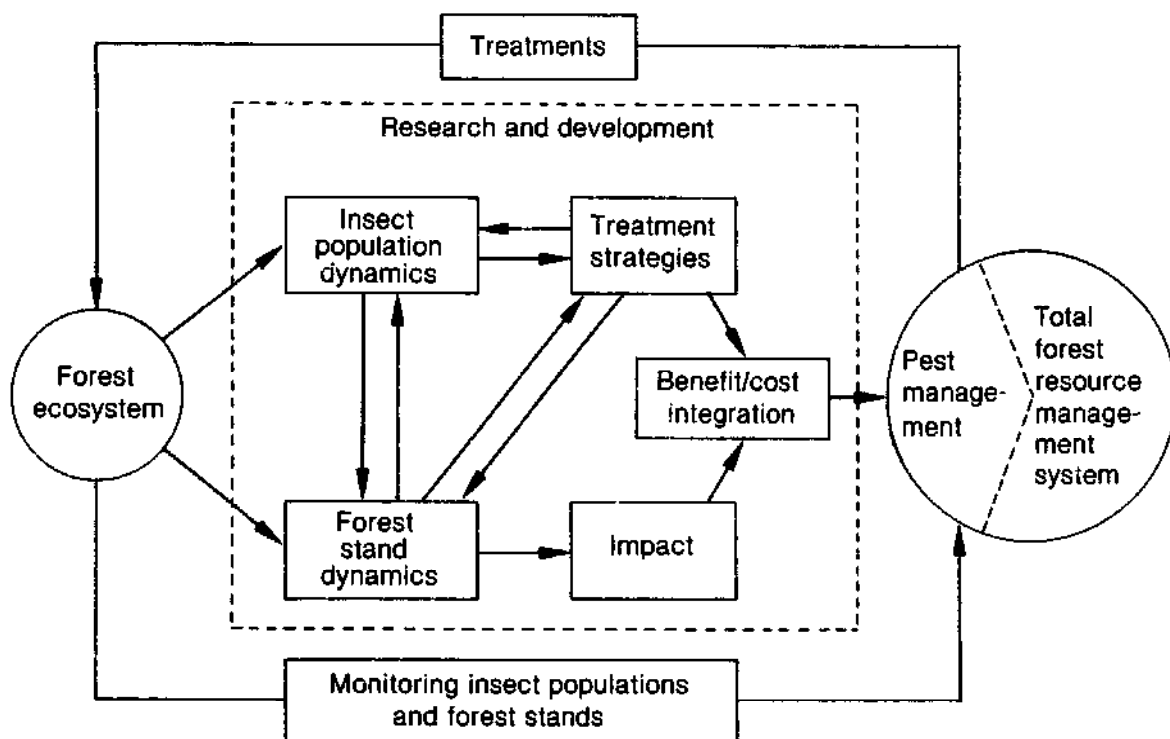 Treatments
Research and development
Insect
population
dynamics
Treatment
strategies
Forest
ecosystem
Benefit/cost
integration
Pest
manage-
ment
Total
forest
resource
manage-
ment
system
Forest
stand
dynamics
Impact
Monitoring insect populations
and forest stands